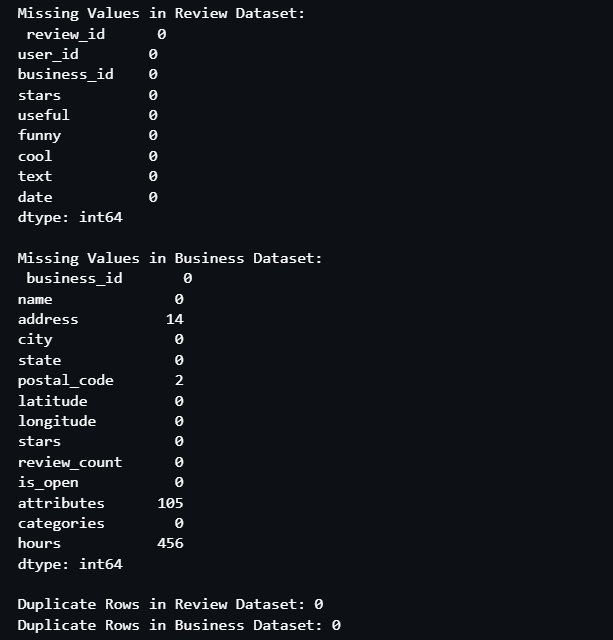 Missing Values in Review Dataset:
 review_id      0
user_id        0
business_id    0
stars          0
useful         0
funny          0
cool           0
text           0
date           0
dtype: int64

Missing Values in Business Dataset:
 business_id       0
name              0
address          14
city              0
state             0
postal_code       2
latitude          0
longitude         0
stars             0
review_count      0
is_open           0
attributes      105
categories        0
hours           456
dtype: int64

Duplicate Rows in Review Dataset: 0
Duplicate Rows in Business Dataset: 0